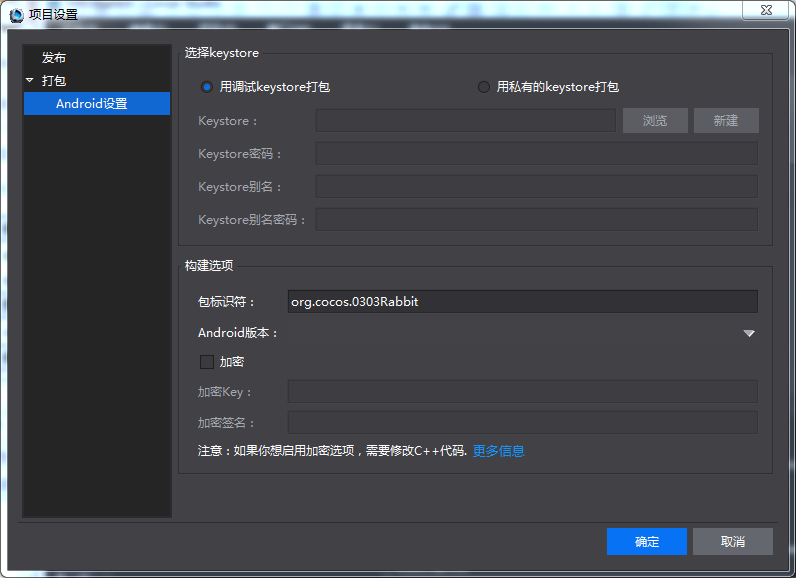 项目设置
发布
打包
Android设置
选择keystore
用调试keystore打包
用私有的keystore打包
Keystore：
浏览
新建
Keystore密码：
Keystore别名：
Keystore别名密码：
构建选项
包标识符：
org.cocos.0303Rabbit
Android版本：
加密
加密Key：
加密签名：
注意：如果你想启用加密选项，需要修改C++代码. 更多信息
确定
取消